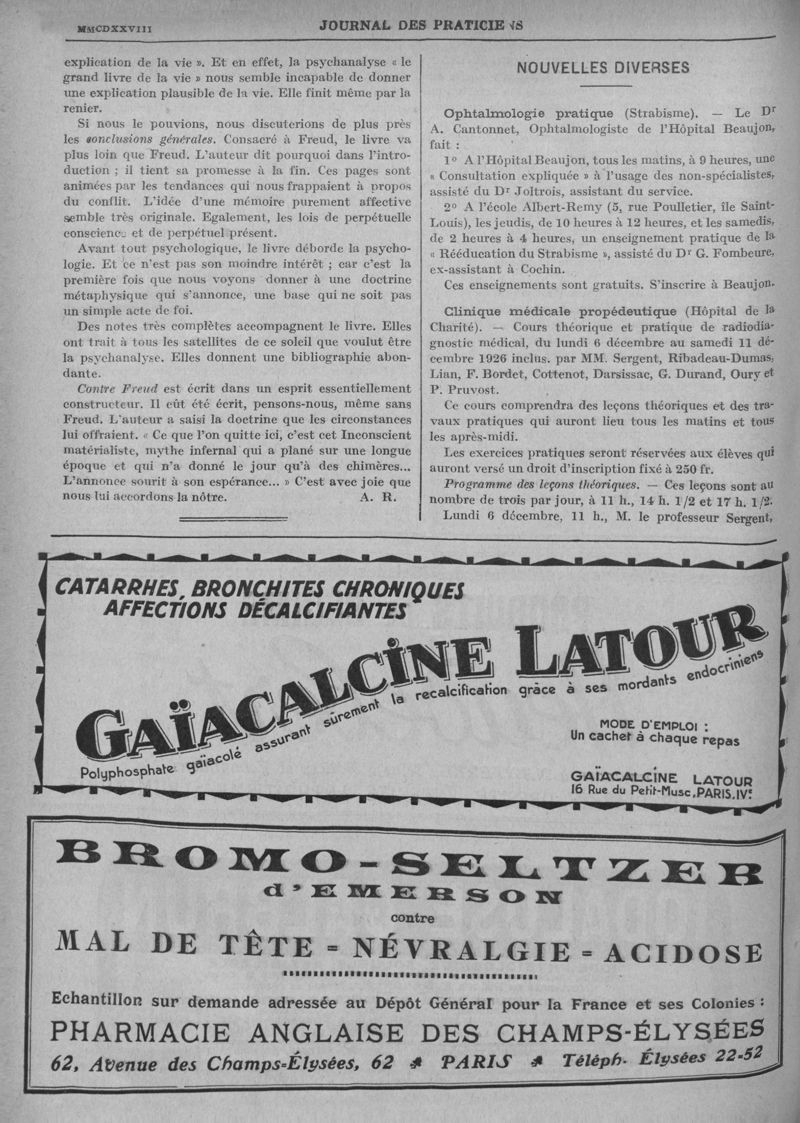 MMCDXXVIII
JOURNAL DES PRATICIENS
explication de la vie ». Et en effet, la psychanalyse « le
grand livre de la vie » nous semble incapable de donner
une explication plausible de la vie. Elle finit même par la
renier.
Si nous le pouvions, nous discuterions de plus près
les conclusions générales. Consacré à Freud, le livre va
plus loin que Freud. L'auteur dit pourquoi dans l'intro-
duction ; il tient sa promesse à la fin. Ces pages sont
animées par les tendances qui nous frappaient à propos
du conflit. L'idée d'une mémoire purement affective
semble très originale. Egalement, les lois de perpétuelle
conscience et de perpétuel présent.
Avant tout psychologique, le livre déborde la psycho-
logie. Et ce n'est pas son moindre intérêt ; car c'est la
première fois que nous voyons donner à une doctrine
métaphysique qui s'annonce, une base qui ne soit pas
un simple acte de foi.
Des notes très complètes accompagnent le livre. Elles
ont trait à tous les satellites de ce soleil que voulut être
la psychanalyse. Elles donnent une bibliographie abon-
dante.
Contre Freud est écrit dans un esprit essentiellement
constructeur. Il eût été écrit, pensons-nous, même sans
Freud. L'auteur a saisi la doctrine que les circonstances
lui offraient. « Ce que l'on quitte ici, c'est cet Inconscient
matérialiste, mythe infernal qui a plané sur une longue
époque et qui n'a donné le jour qu'à des chimères...
L'annonce sourit à son espérance... » C'est avec joie que
nous lui accordons la nôtre. A. R.
NOUVELLES DIVERSES
Ophtalmologie pratique (Strabisme). — Le Dr
A. Cantonnet, Ophtalmologiste de l'Hôpital Beaujon,
fait :
1º A l'Hôpital Beaujon, tous les matins, à 9 heures, une
« Consultation expliquée » à l'usage des non-spécialistes,
assisté du Dr Joltrois, assistant du service.
2º A l'école Albert-Remy (5, rue Poulletier, île Saint-
Louis), les jeudis, de 10 heures à 12 heures, et les samedis,
de 2 heures à 4 heures, un enseignement pratique de la
« Rééducation du Strabisme », assisté du Dr G. Fombeure,
ex-assistant à Cochin.
Ces enseignements sont gratuits. S'inscrire à Beaujon.
Clinique médicale propédeutique (Hôpital de la
Charité). — Cours théorique et pratique de radiodia-
gnostic médical, du lundi 6 décembre au samedi 11 dé-
cembre 1926 inclus, par MM. Sergent, Ribadeau-Dumas,
Lian, F. Bordet, Cottenot, Darsissac, G. Durand, Oury et
P. Pruvost.
Ce cours comprendra des leçons théoriques et des tra-
vaux pratiques qui auront lieu tous les matins et tous
les après-midi.
Les exercices pratiques seront réservées aux élèves qui
auront versé un droit d'inscription fixé à 250 fr.
Programme des leçons théoriques. — Ces leçons sont au
nombre de trois par jour, à 11 h., 14 h. 1/2 et 17 h. 1/2.
Lundi 6 décembre, 11 h., M. le professeur Sergent,
CATARRHES, BRONCHITES CHRONIQUES
AFFECTIONS DÉCALCIFIANTES
GAÏACALCINE LATOUR
Polyphosphate gaïacolé assurant sûrement la recalcification grâce à ses mordants endocriniens
MODE D'EMPLOI :
Un cachet à chaque repas
GAÏACALCINE LATOUR
16 Rue du Petit-Musc, PARIS.IVe
BROMO-SELTZER
d'EMERSON
contre
MAL DE TÊTE = NÉVRALGIE = ACIDOSE
Echantillon sur demande adressée au Dépôt Général pour la France et ses Colonies :
PHARMACIE ANGLAISE DES CHAMPS-ÉLYSÉES
62, Avenue des Champs-Élysées, 62 PARIS Téléph. Élysées 22-52